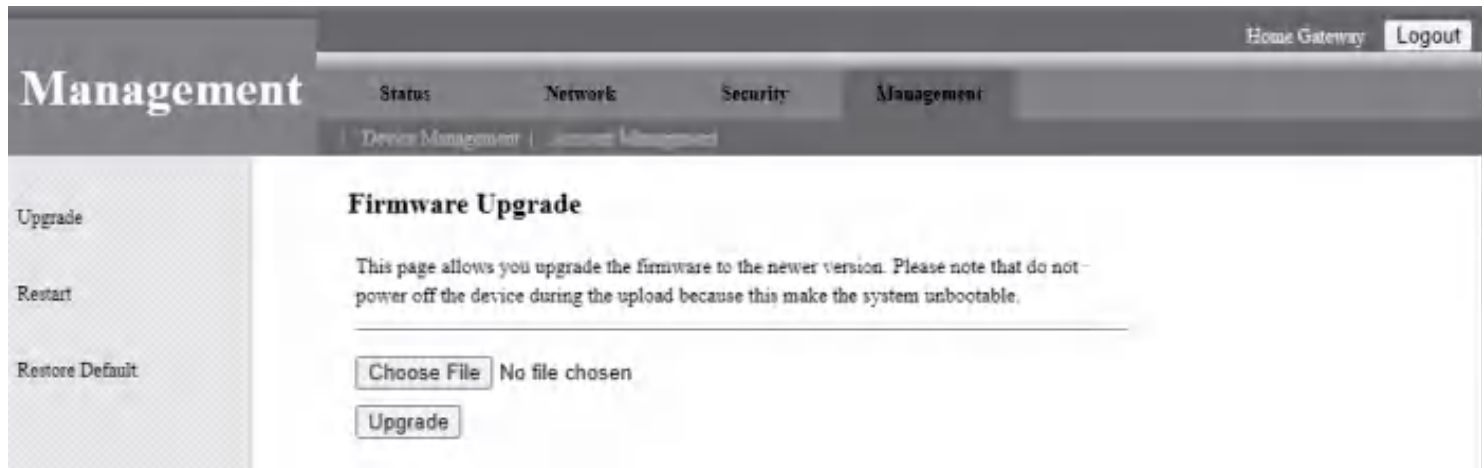 Home Gateway Logout
Management
Status Network Security Management
| Device Management | Account Management
Upgrade
Restart
Restore Default
Firmware Upgrade
This page allows you upgrade the firmware to the newer version. Please note that do not
power off the device during the upload because this make the system unbootable.
Choose File No file chosen
Upgrade